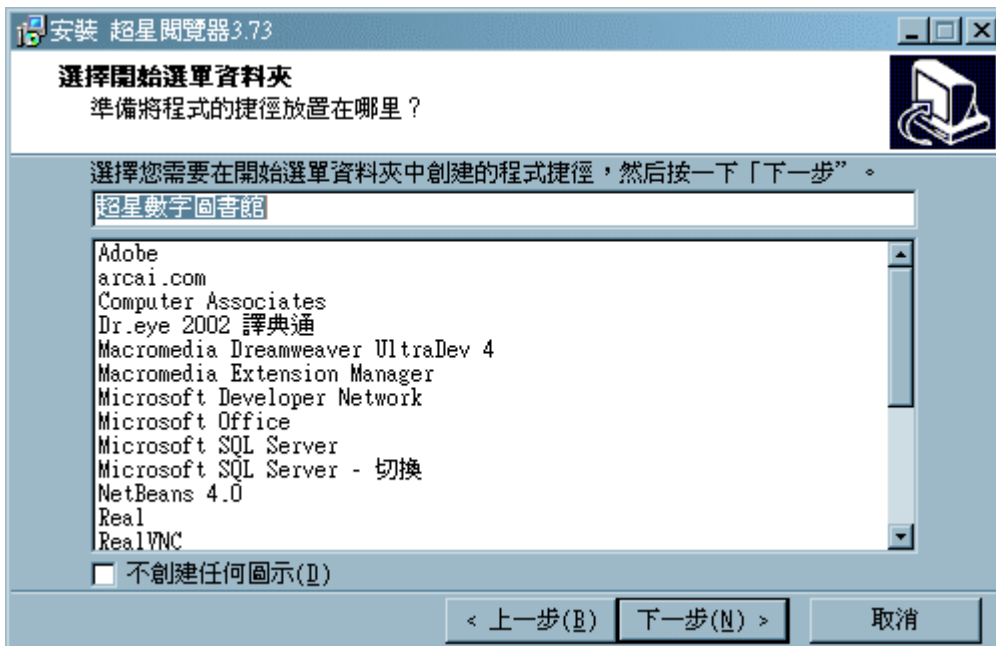 安裝 超星閱覽器3.73
選擇開始選單資料夾
準備將程式的捷徑放置在哪里？
選擇您需要在開始選單資料夾中創建的程式捷徑，然后按一下「下一步”。
超星數字圖書館
Adobe
arcai.com
Computer Associates
Dr.eye 2002 譯典通
Macromedia Dreamweaver UltraDev 4
Macromedia Extension Manager
Microsoft Developer Network
Microsoft Office
Microsoft SQL Server
Microsoft SQL Server - 切換
NetBeans 4.0
Real
RealVNC
不創建任何圖示(D)
< 上一步(B) 下一步(N) > 取消